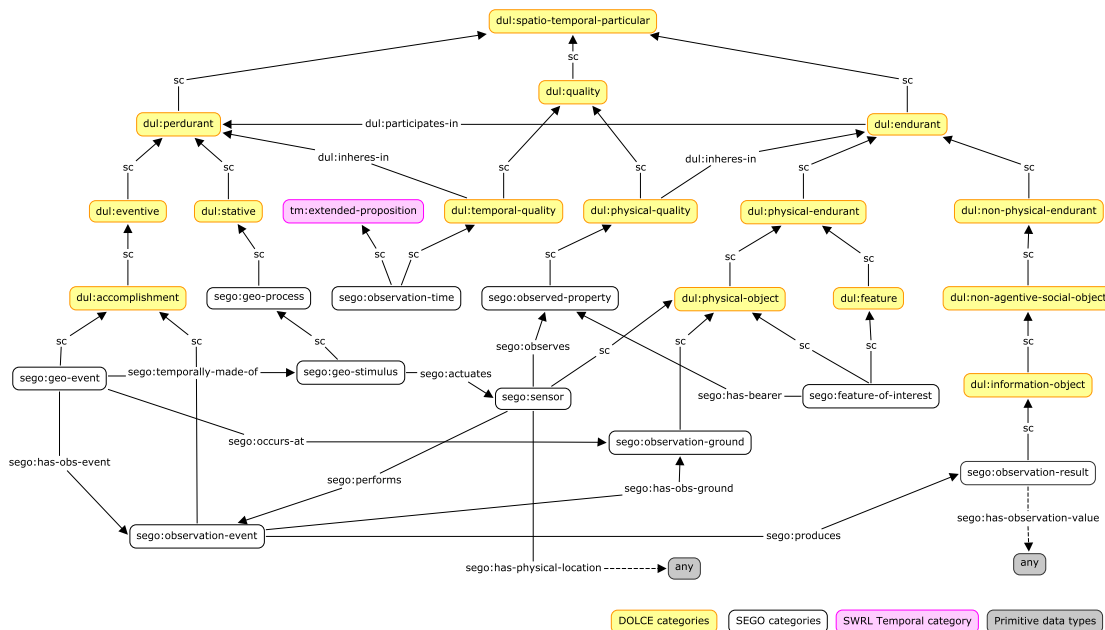 dul:spatio-temporal-particular
sc
sc
sc
dul:quality
dul:perdurant
dul:participates-in
dul:endurant
dul:inheres-in
dul:inheres-in
sc
sc
sc
sc
sc
sc
dul:eventive
dul:stative
tm:extended-proposition
dul:temporal-quality
dul:physical-quality
dul:physical-endurant
dul:non-physical-endurant
sc
sc
sc
sc
sc
sc
sc
sc
dul:accomplishment
sego:geo-process
sego:observation-time
sego:observed-property
dul:physical-object
dul:feature
dul:non-agentive-social-object
sc
sc
sc
sego:observes
sc
sc
sc
sc
sc
sego:geo-event
sego:temporally-made-of
sego:geo-stimulus
sego:actuates
dul:information-object
sego:sensor
sego:has-bearer
sego:feature-of-interest
sc
sego:occurs-at
sego:observation-ground
sego:has-obs-event
sego:observation-result
sego:performs
sego:has-obs-ground
sego:has-observation-value
sego:observation-event
sego:produces
sego:has-physical-location
any
any
DOLCE categories
SEGO categories
SWRL Temporal category
Primitive data types